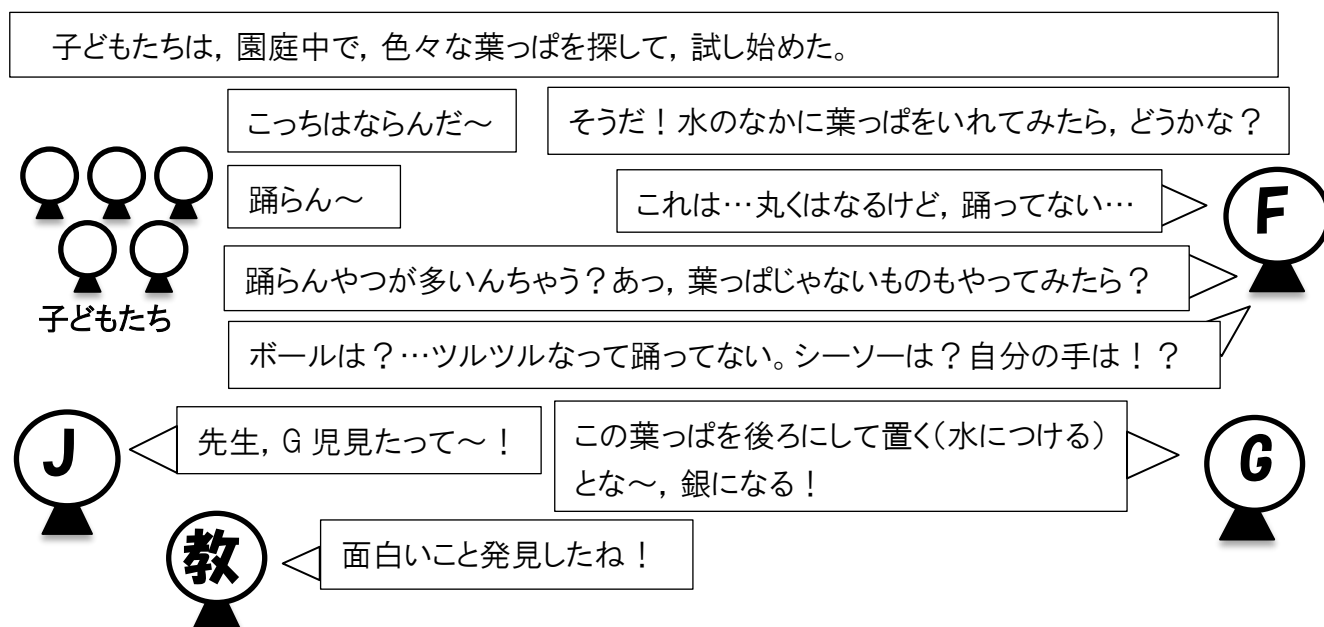 子どもたちは，園庭中で，色々な葉っぱを探して，試し始めた。
こっちはならんだ～
そうだ！水のなかに葉っぱをいれてみたら，どうかな？
踊らん～
これは…丸くはなるけど，踊ってない…
F
踊らんやつが多いんちゃう？あっ，葉っぱじゃないものもやってみたら？
子どもたち
ボールは？…ツルツルなって踊ってない。シーソーは？自分の手は！？
J
先生，G児見たって～！
この葉っぱを後ろにして置く（水につける）
とな～，銀になる！
G
教
面白いこと発見したね！